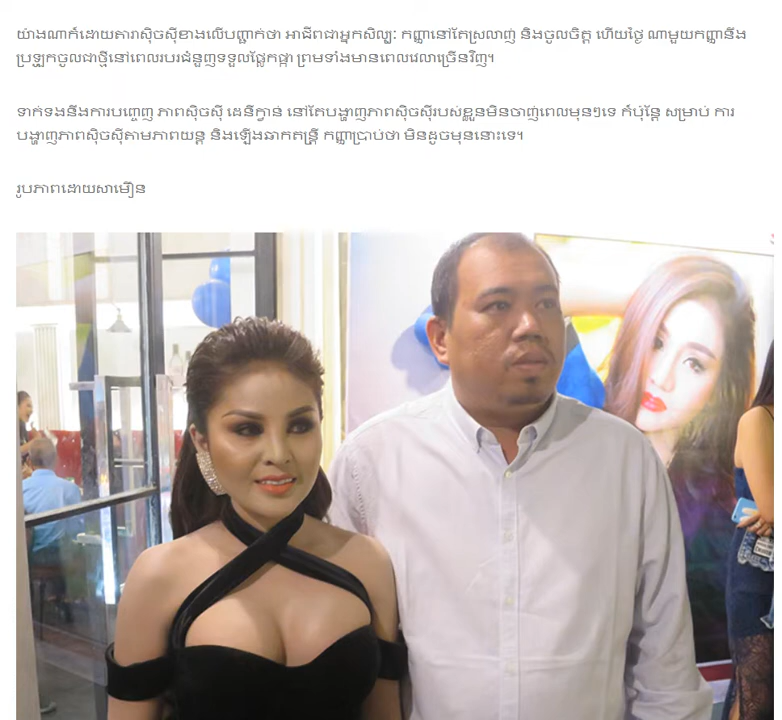 យ៉ាងណាក៏ដោយតារាស៊ិចស៊ីខាងលើបញ្ជាក់ថា អាជីពជាអ្នកសិល្បៈ កញ្ញានៅតែស្រលាញ់ និងចូលចិត្ត ហើយថ្ងៃ ណាមួយកញ្ញានឹង
ប្រឡូកចូលជាថ្មីនៅពេលរបរជំនួញទទួលផ្លែកផ្កា ព្រមទាំងមានពេលវេលាច្រើនវិញ។
ទាក់ទងនឹងការបញ្ចេញ ភាពស៊ិចស៊ី ដេនីក្វាន់ នៅតែបង្ហាញភាពស៊ិចស៊ីរបស់ខ្លួនមិនចាញ់ពេលមុនៗទេ ក៏ប៉ុន្តែ សម្រាប់ ការ
បង្ហាញភាពស៊ិចស៊ីតាមភាពយន្ត និងឡើងឆាកតន្ត្រី កញ្ញាប្រាប់ថា មិនដូចមុននោះទេ។
រូបភាពដោយសាមឿន